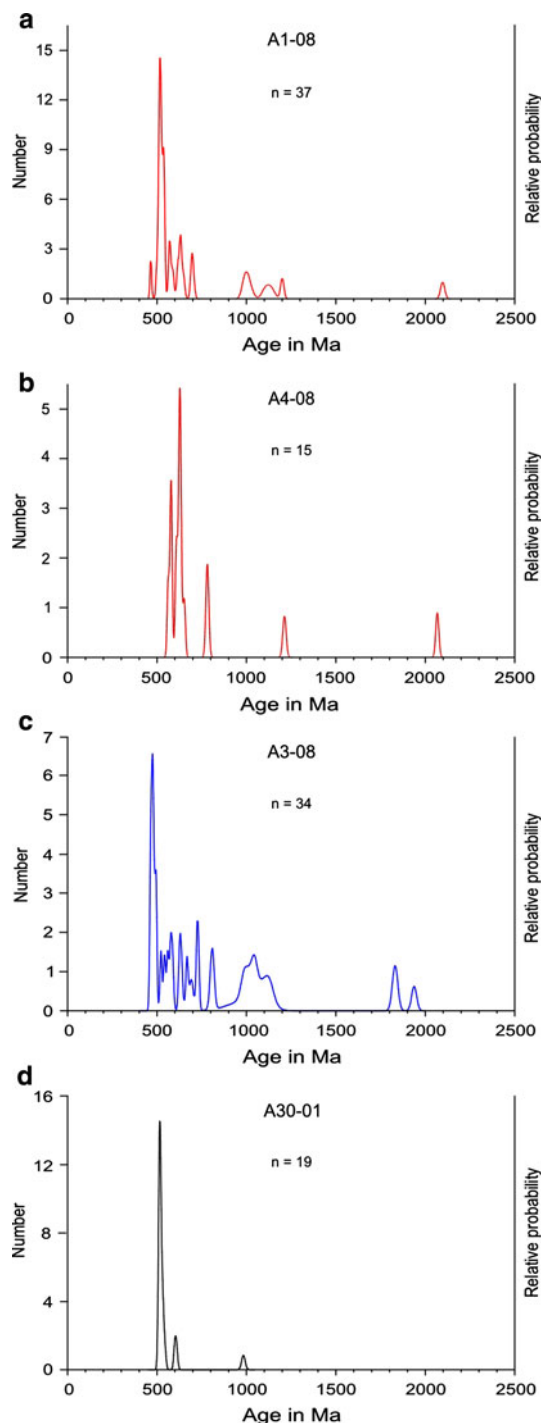 a
A1-08
n = 37
Number
Relative probability
15
12
9
6
3
0
0 500 1000 1500 2000 2500
Age in Ma
b
A4-08
n = 15
Number
Relative probability
5
4
3
2
1
0
0 500 1000 1500 2000 2500
Age in Ma
c
A3-08
n = 34
Number
Relative probability
7
6
5
4
3
2
1
0
0 500 1000 1500 2000 2500
Age in Ma
d
A30-01
n = 19
Number
Relative probability
16
12
8
4
0
0 500 1000 1500 2000 2500
Age in Ma